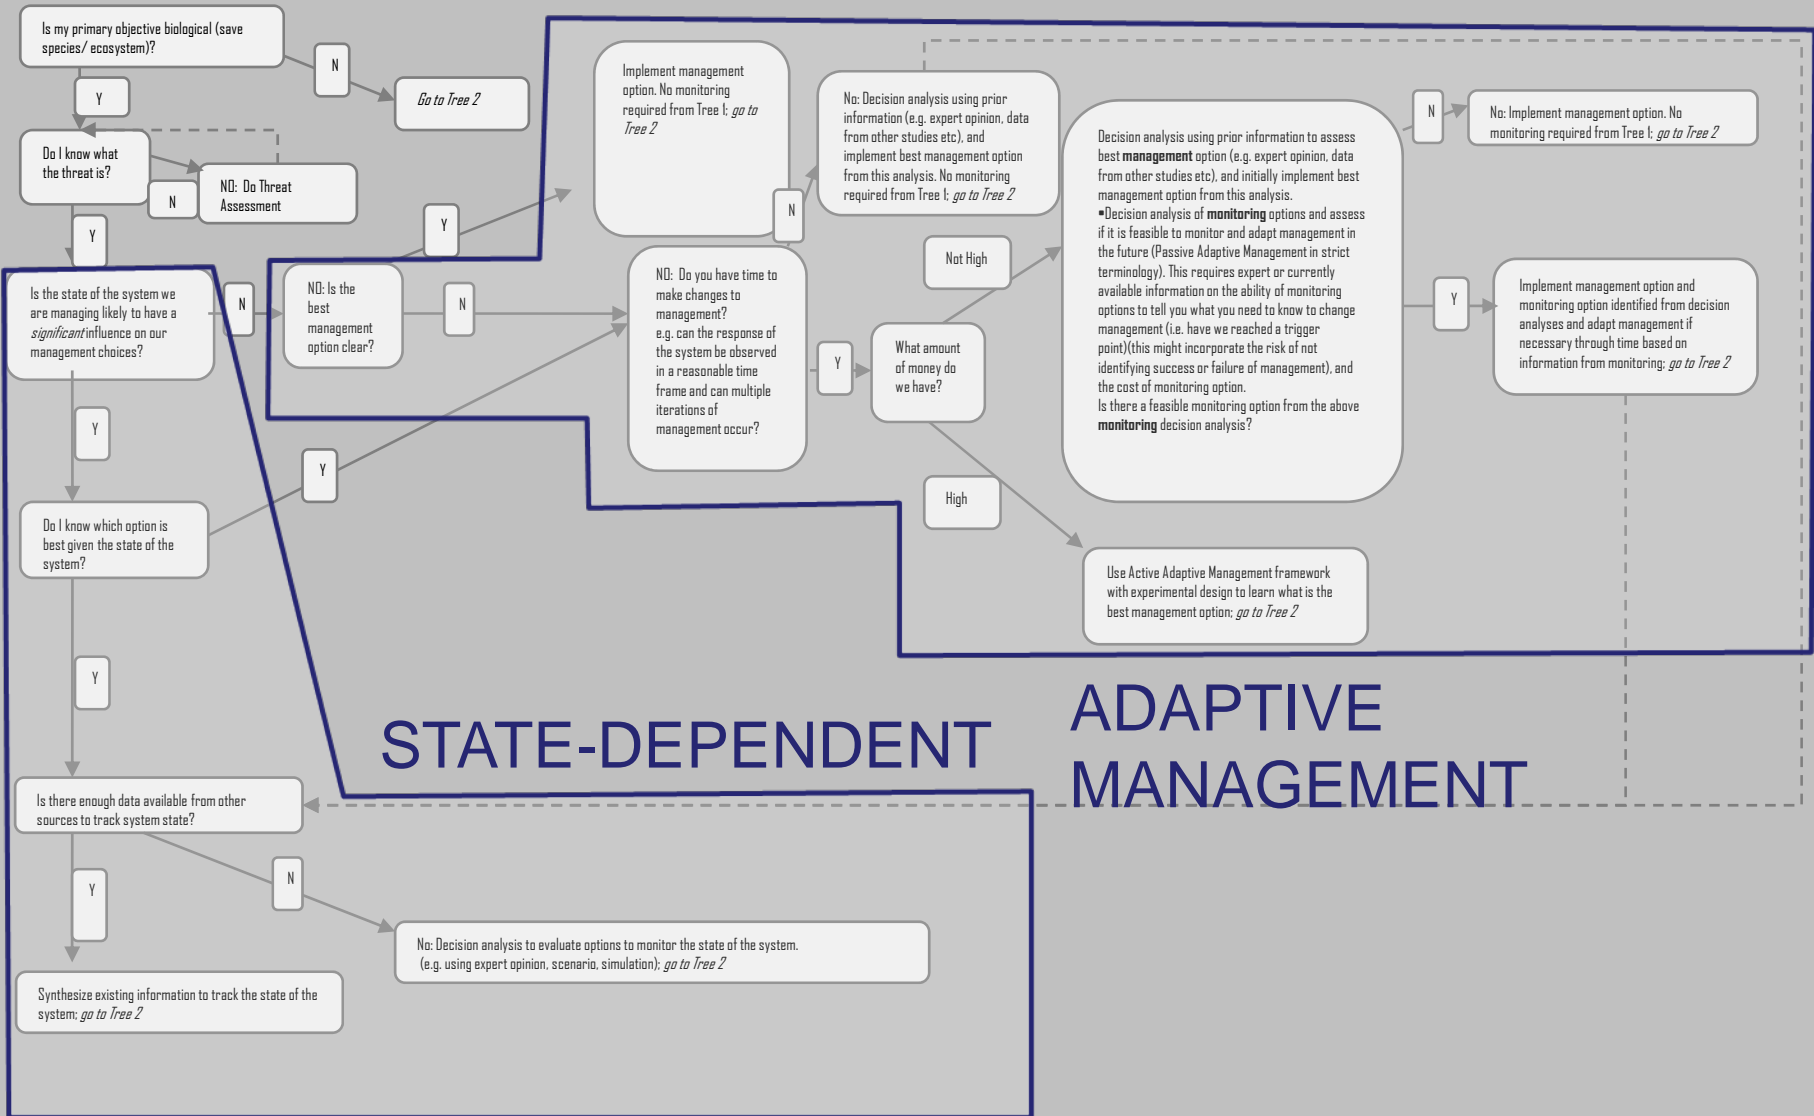 Is my primary objective biological (save
species/ ecosystem)?
N
Go to Tree 2
Y
Do I know what
the threat is?
N
NO: Do Threat
Assessment
Y
Is the state of the system we
are managing likely to have a
significant influence on our
management choices?
N
NO: Is the
best
management
option clear?
Y
Implement management
option. No monitoring
required from Tree 1; go to
Tree 2
N
NO: Do you have time to
make changes to
management?
e.g. can the response of
the system be observed
in a reasonable time
frame and can multiple
iterations of
management occur?
N
No: Decision analysis using prior
information (e.g. expert opinion, data
from other studies etc), and
implement best management option
from this analysis. No monitoring
required from Tree 1; go to Tree 2
Y
What amount
of money do
we have?
Not High
Decision analysis using prior information to assess
best management option (e.g. expert opinion, data
from other studies etc), and initially implement best
management option from this analysis.
▪Decision analysis of monitoring options and assess
if it is feasible to monitor and adapt management in
the future (Passive Adaptive Management in strict
terminology). This requires expert or currently
available information on the ability of monitoring
options to tell you what you need to know to change
management (i.e. have we reached a trigger
point)(this might incorporate the risk of not
identifying success or failure of management), and
the cost of monitoring option.
Is there a feasible monitoring option from the above
monitoring decision analysis?
N
No: Implement management option. No
monitoring required from Tree 1; go to Tree 2
Y
Implement management option and
monitoring option identified from decision
analyses and adapt management if
necessary through time based on
information from monitoring; go to Tree 2
High
Use Active Adaptive Management framework
with experimental design to learn what is the
best management option; go to Tree 2
Y
Do I know which option is
best given the state of the
system?
Y
Y
STATE-DEPENDENT
ADAPTIVE
MANAGEMENT
Is there enough data available from other
sources to track system state?
Y
N
No: Decision analysis to evaluate options to monitor the state of the system.
(e.g. using expert opinion, scenario, simulation); go to Tree 2
Synthesize existing information to track the state of the
system; go to Tree 2